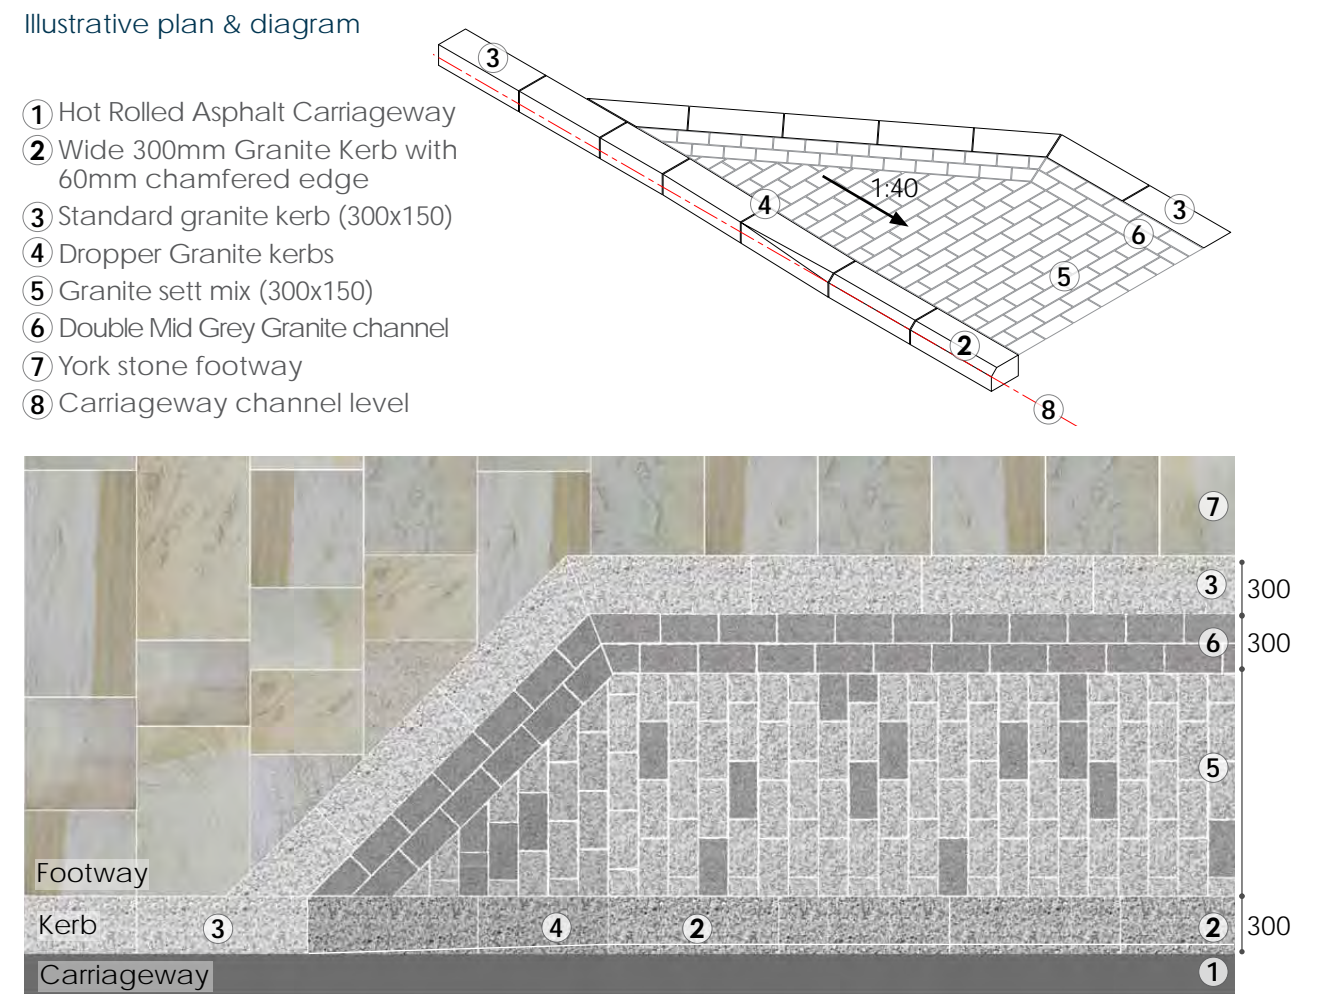 Illustrative plan & diagram
1 Hot Rolled Asphalt Carriageway
2 Wide 300mm Granite Kerb with
60mm chamfered edge
3 Standard granite kerb (300x150)
4 Dropper Granite kerbs
5 Granite sett mix (300x150)
6 Double Mid Grey Granite channel
7 York stone footway
8 Carriageway channel level
3
1:40
4
3
6
5
2
8
7
3
300
6
300
5
Footway
Kerb
3
4
2
2
300
Carriageway
1